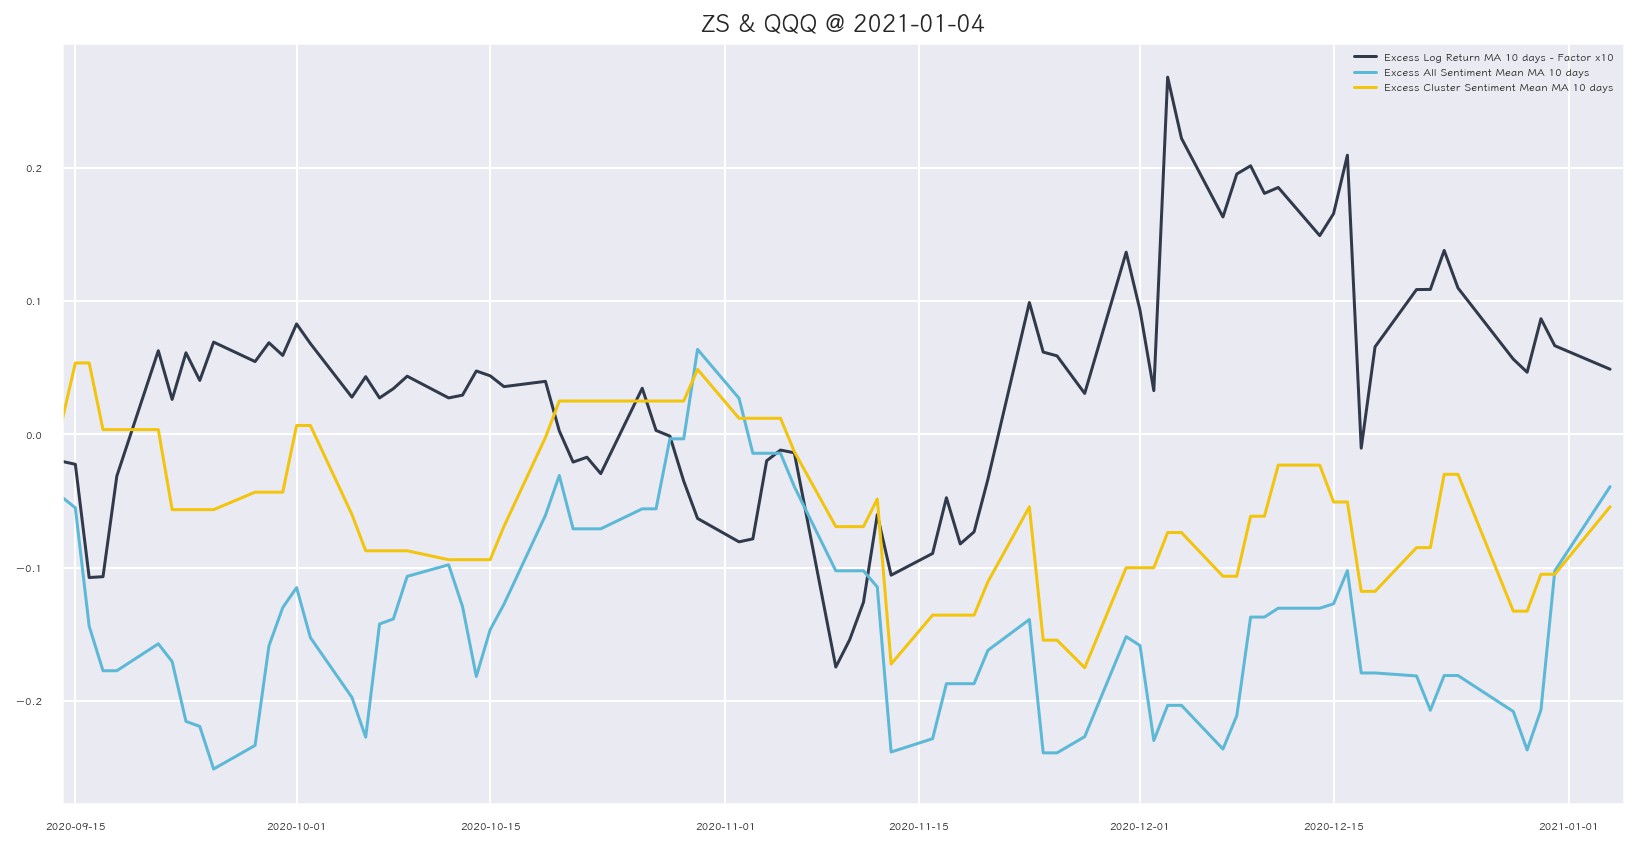 ZS & QQQ @ 2021-01-04
Excess Log Return MA 10 days - Factor x10
Excess All Sentiment Mean MA 10 days
Excess Cluster Sentiment Mean MA 10 days
0.2
0.1
0.0
−0.1
−0.2
2020-09-15 2020-10-01 2020-10-15 2020-11-01 2020-11-15 2020-12-01 2020-12-15 2021-01-01